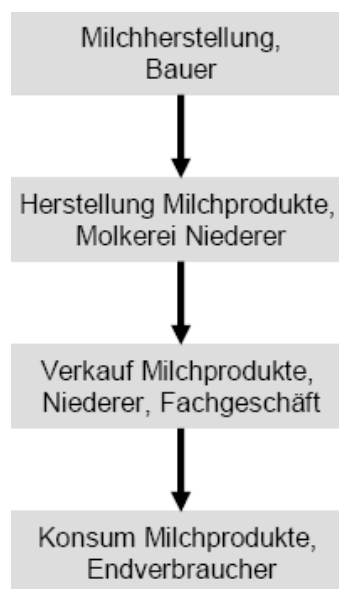 Milchherstellung,
Bauer
Herstellung Milchprodukte,
Molkerei Niederer
Verkauf Milchprodukte,
Niederer, Fachgeschäft
Konsum Milchprodukte,
Endverbraucher